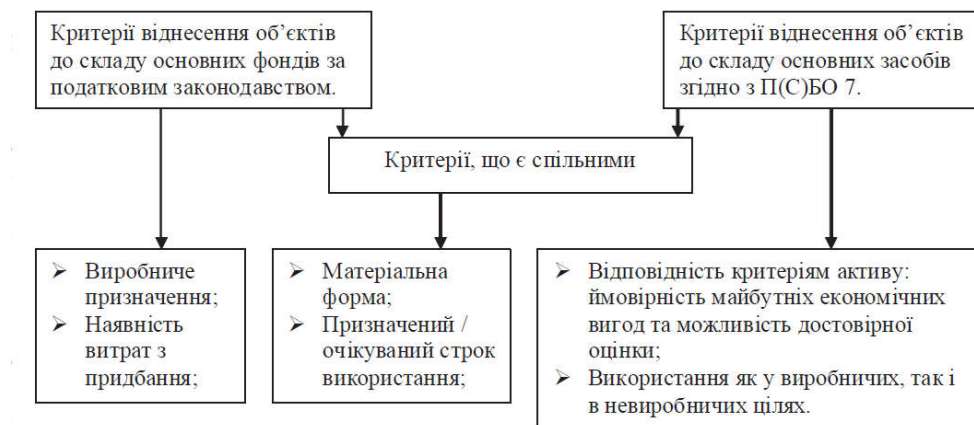 Критерії віднесення об’єктів
до складу основних фондів за
податковим законодавством.
Критерії віднесення об’єктів
до складу основних засобів
згідно з П(С)БО 7.
Критерії, що є спільними
➢ Виробниче
призначення;
➢ Наявність
витрат з
придбання;
➢ Матеріальна
форма;
➢ Призначений /
очікуваний строк
використання;
➢ Відповідність критеріям активу:
ймовірність майбутніх економічних
вигод та можливість достовірної
оцінки;
➢ Використання як у виробничих, так і
в невиробничих цілях.